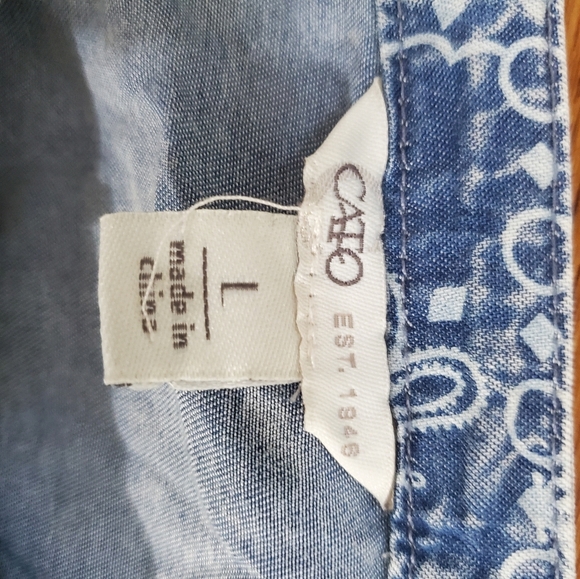 CATO
EST. 1946
L
made in
china